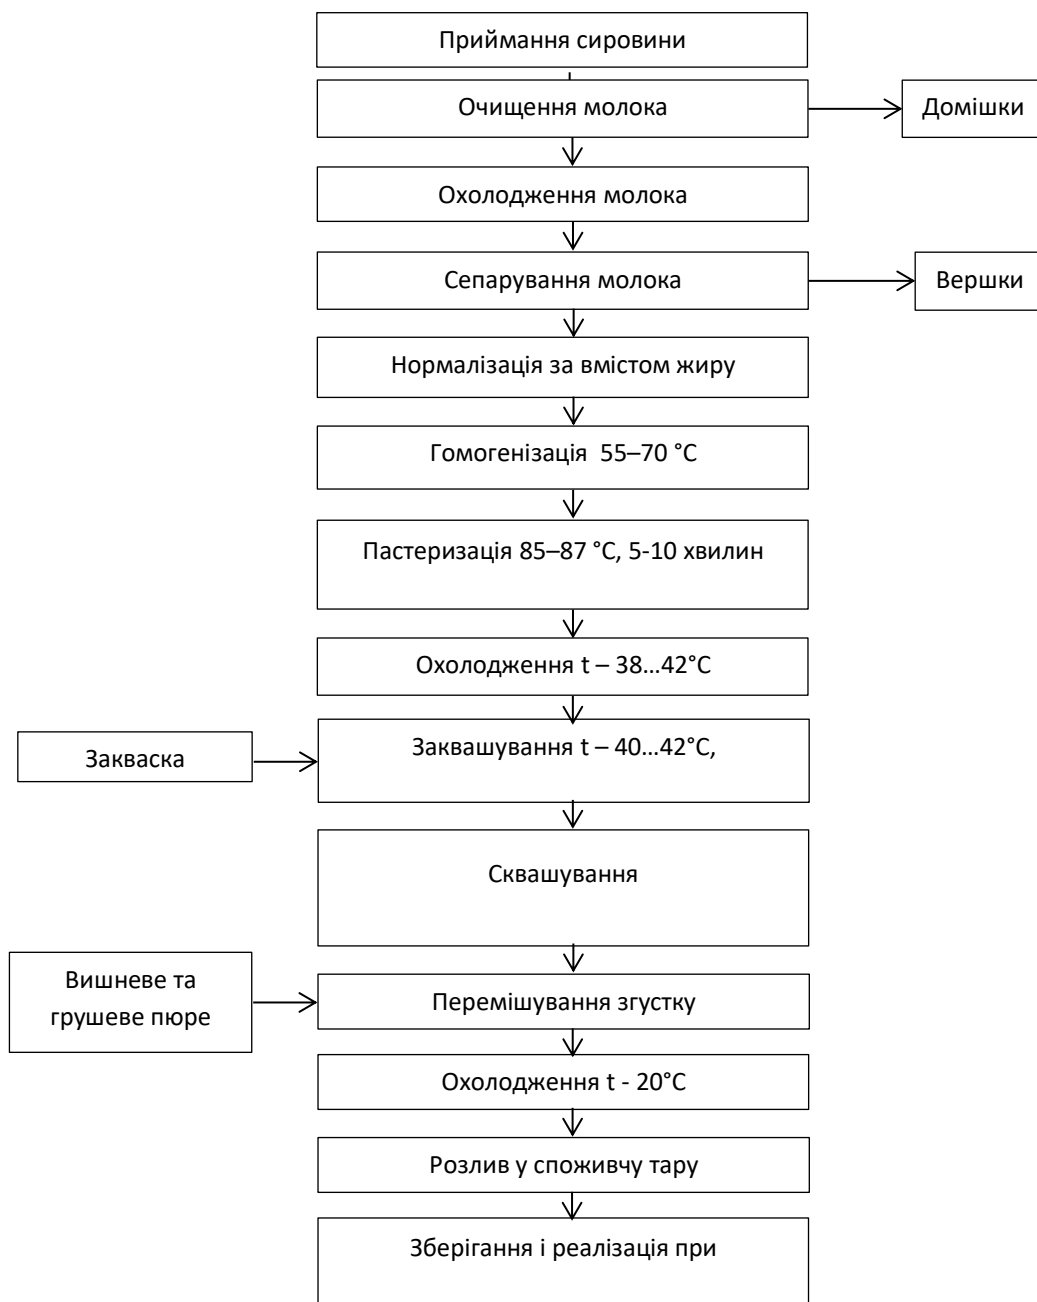 Приймання сировини
Очищення молока
Домішки
Охолодження молока
Сепарування молока
Вершки
Нормалізація за вмістом жиру
Гомогенізація  55–70 °C
Пастеризація 85–87 °C, 5-10 хвилин
Охолодження t – 38...42°C
Закваска
Заквашування t – 40...42°C,
Сквашування
Вишневе та
грушеве пюре
Перемішування згустку
Охолодження t - 20°C
Розлив у споживчу тару
Зберігання і реалізація при